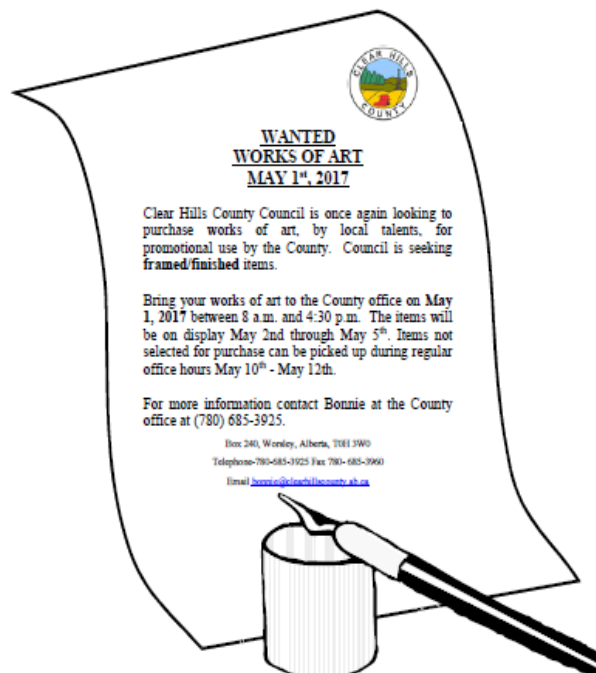 CLEAR HILLS
COUNTY
WANTED
WORKS OF ART
MAY 1st, 2017
Clear Hills County Council is once again looking to
purchase works of art, by local talents, for
promotional use by the County. Council is seeking
framed/finished items.
Bring your works of art to the County office on May
1, 2017 between 8 a.m. and 4:30 p.m. The items will
be on display May 2nd through May 5th. Items not
selected for purchase can be picked up during regular
office hours May 10th - May 12th.
For more information contact Bonnie at the County
office at (780) 685-3925.
Box 240, Worsley, Alberta, T0H 3W0
Telephone-780-685-3925 Fax 780- 685-3960
Email bonnie@clearhillscounty.ab.ca